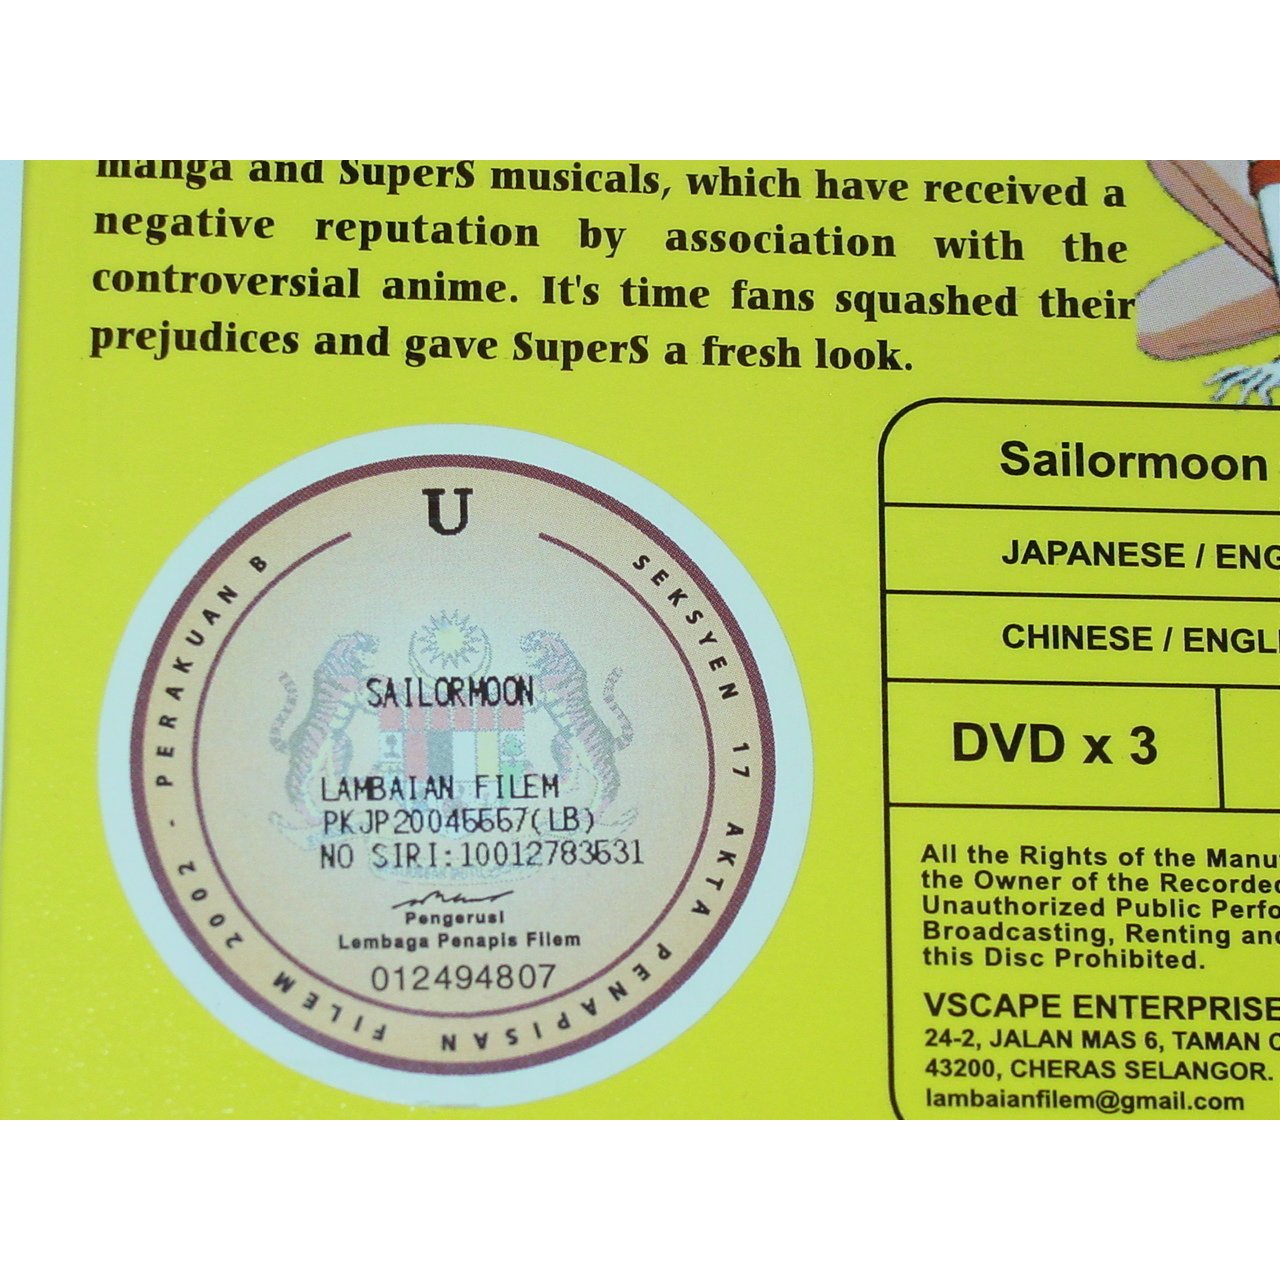 manga and SuperS musicals, which have received a
negative reputation by association with the
controversial anime. It's time fans squashed their
prejudices and gave SuperS a fresh look.
U
SEKSYEN 17 AKTA PENAPISAN FILEM 2002 - PERAKUAN B
SAILORMOON
LAMBAIAN FILEM
NO SIRI:
Pengerusi
Lembaga Penapis Filem
012494807
Sailormoon
JAPANESE / ENG
CHINESE / ENGL
DVD x 3
All the Rights of the Manu
the Owner of the Recorded
Unauthorized Public Perfo
Broadcasting, Renting and
this Disc Prohibited.
VSCAPE ENTERPRISE
24-2, JALAN MAS 6, TAMAN
43200, CHERAS SELANGOR.
lambaianfilem@gmail.com